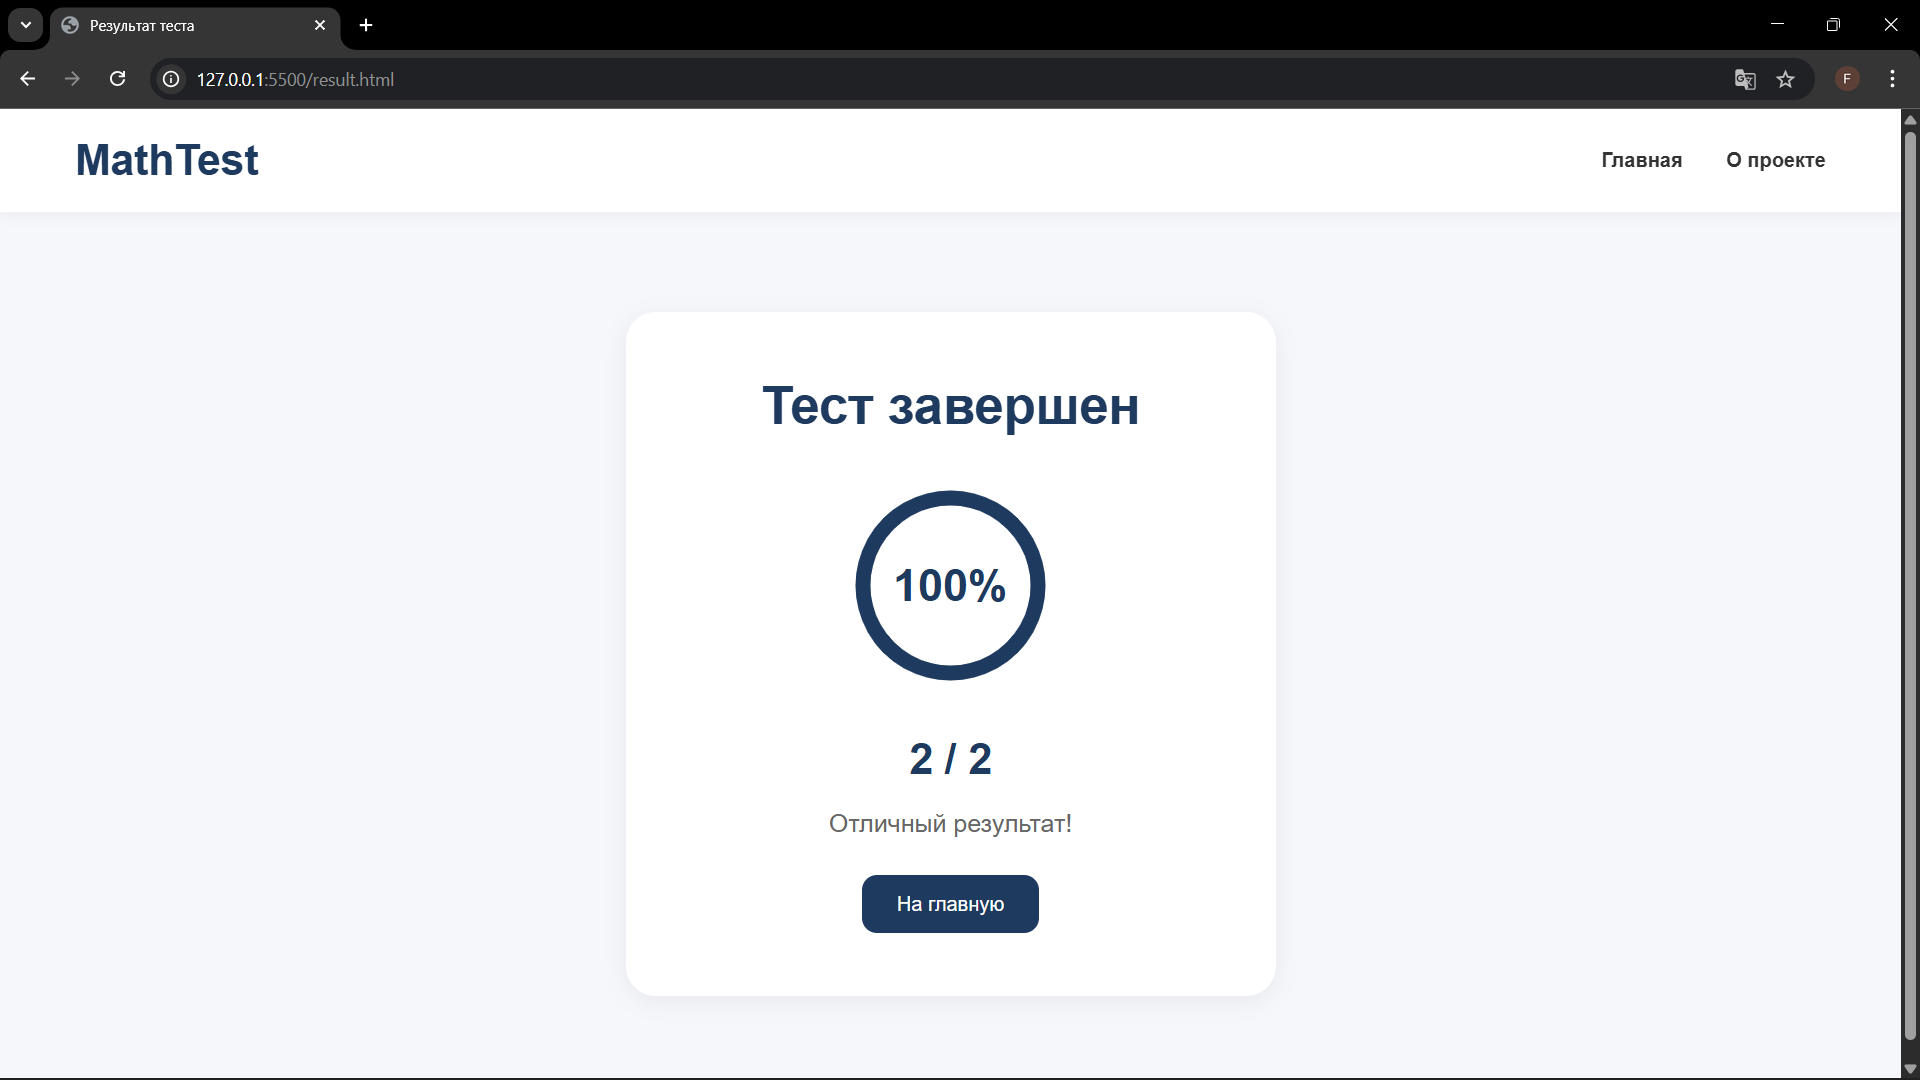 Результат теста
127.0.0.1:5500/result.html
F
MathTest
Главная
О проекте
Тест завершен
100%
2 / 2
Отличный результат!
На главную